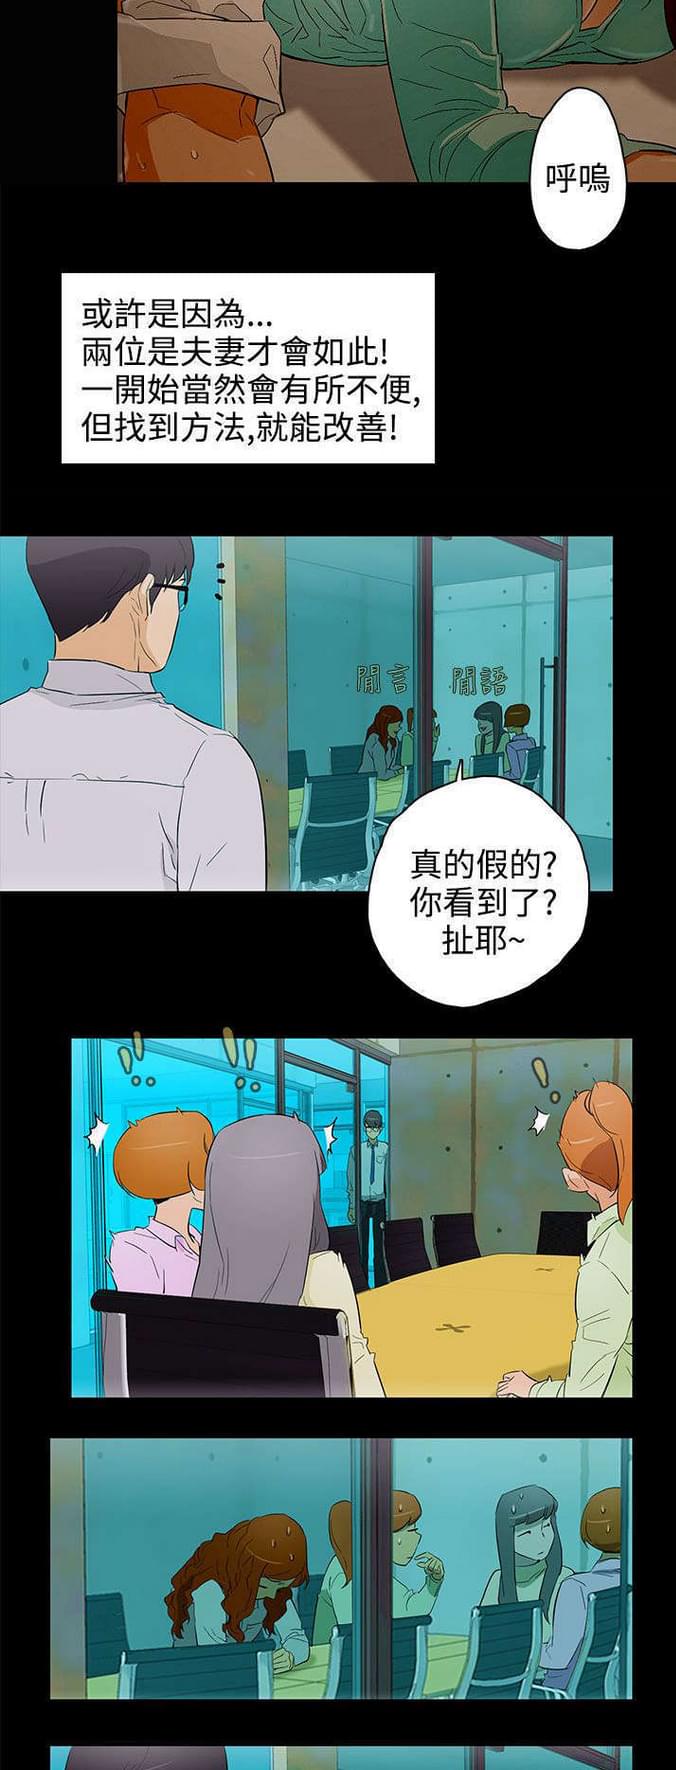 呼嗚
或許是因為...
兩位是夫妻才會如此!
一開始當然會有所不便,
但找到方法,就能改善!
閒言 閒語
真的假的?
你看到了?
扯耶~